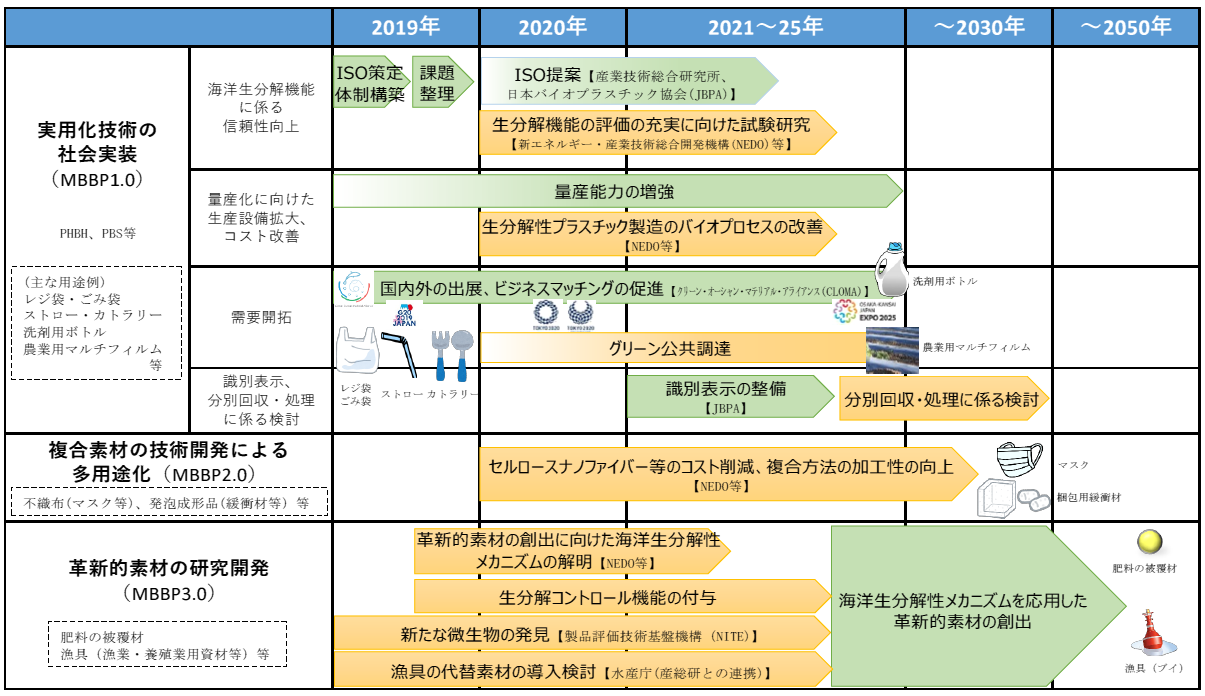 2019年
2020年
2021～25年
～2030年
～2050年
実用化技術の
社会実装
（MBBP1.0）
PHBH、PBS等
(主な用途例)
レジ袋・ごみ袋
ストロー・カトラリー
洗剤用ボトル
農業用マルチフィルム
等
海洋生分解機能
に係る
信頼性向上
ISO策定
体制構築
課題
整理
ISO提案【産業技術総合研究所、
日本バイオプラスチック協会(JBPA)】
生分解機能の評価の充実に向けた試験研究
【新エネルギー・産業技術総合開発機構(NEDO)等】
量産化に向けた
生産設備拡大、
コスト改善
量産能力の増強
生分解性プラスチック製造のバイオプロセスの改善
【NEDO等】
需要開拓
国内外の出展、ビジネスマッチングの促進【クリーン・オーシャン・マテリアル・アライアンス(CLOMA)】
洗剤用ボトル
G20
2019
JAPAN
TOKYO 2020
TOKYO 2020
OSAKA-KANSAI
JAPAN
EXPO2025
グリーン公共調達
農業用マルチフィルム
レジ袋
ごみ袋
ストロー
カトラリー
識別表示、
分別回収・処理
に係る検討
識別表示の整備
【JBPA】
分別回収・処理に係る検討
複合素材の技術開発による
多用途化（MBBP2.0）
不織布(マスク等)、発泡成形品(緩衝材等）等
セルロースナノファイバー等のコスト削減、複合方法の加工性の向上
【NEDO等】
マスク
梱包用緩衝材
革新的素材の研究開発
（MBBP3.0）
肥料の被覆材
漁具（漁業・養殖業用資材等）等
革新的素材の創出に向けた海洋生分解性
メカニズムの解明【NEDO等】
生分解コントロール機能の付与
新たな微生物の発見【製品評価技術基盤機構（NITE)】
漁具の代替素材の導入検討【水産庁(産総研との連携)】
海洋生分解性メカニズムを応用した
革新的素材の創出
肥料の被覆材
漁具（ブイ）